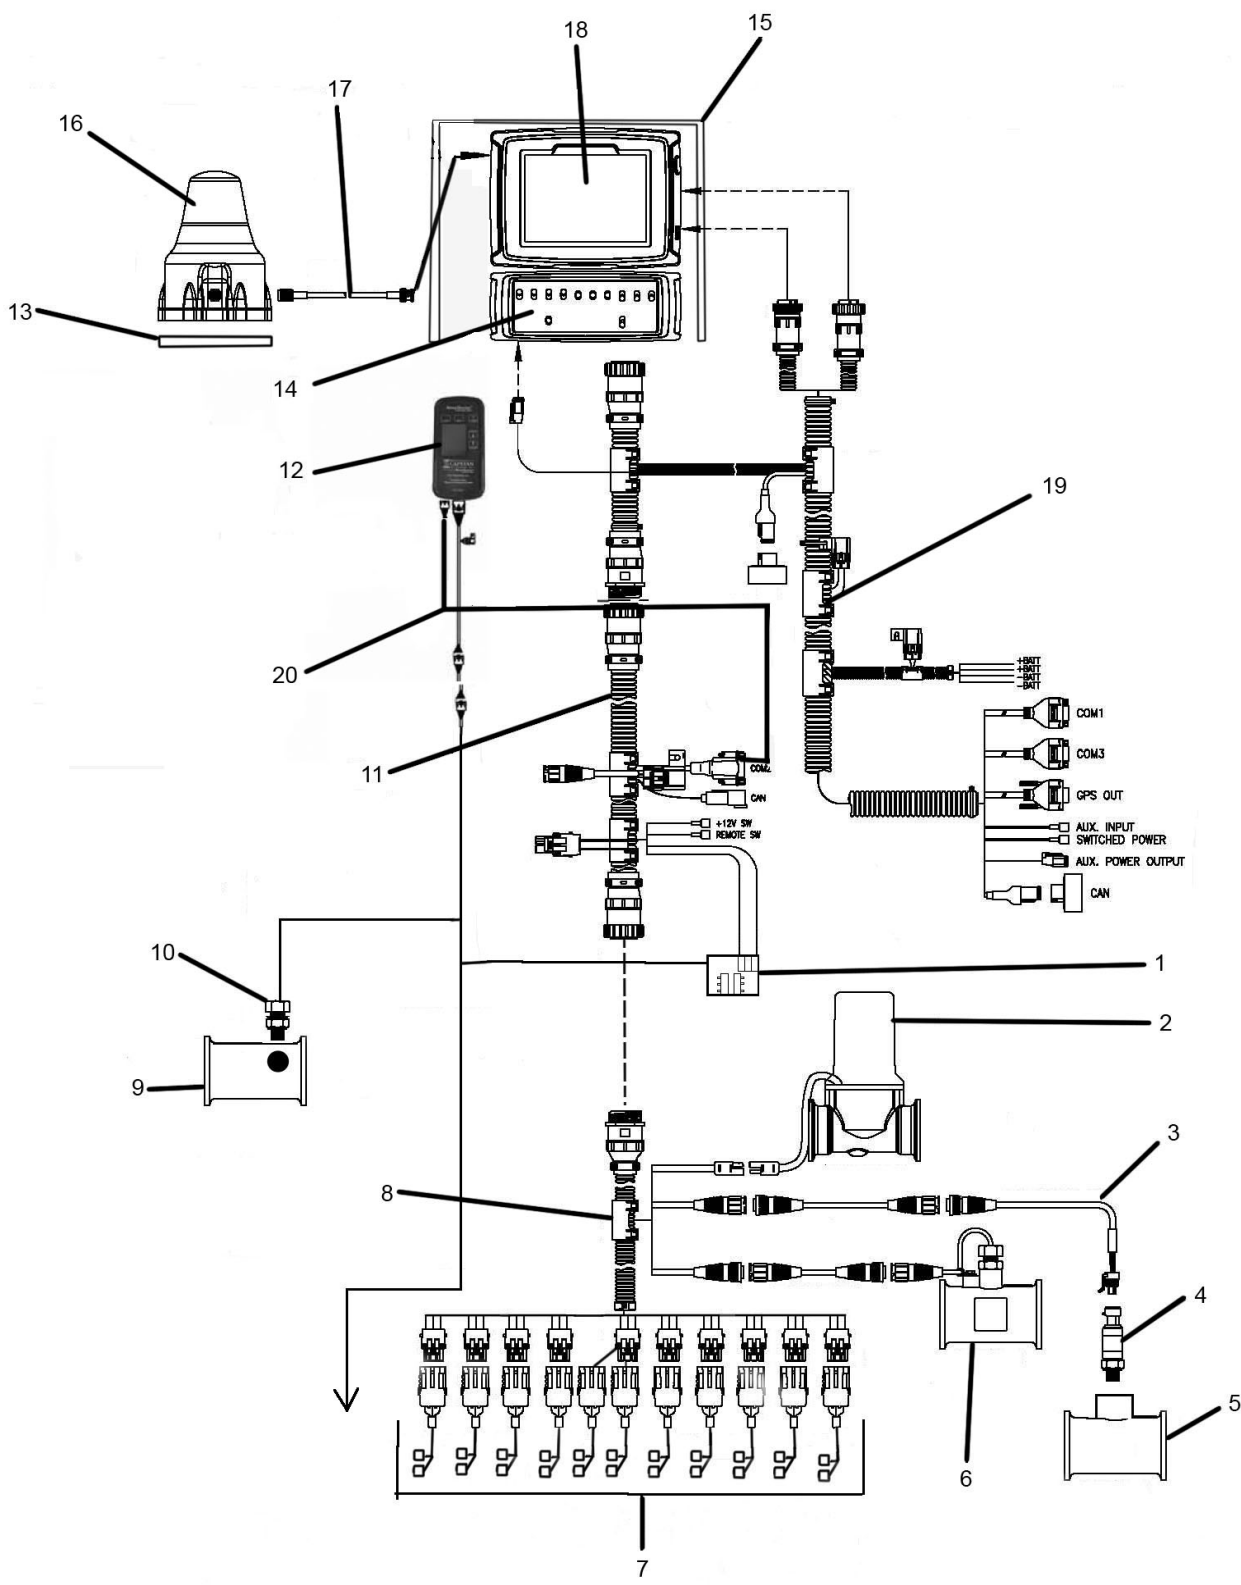 15
18
17
16
13
14
12
19
20
+BATT
+BATT
-BATT
-BATT
COM1
11
COM3
CAN
GPS OUT
+12V SW
REMOTE SW
AUX. INPUT
SWITCHED POWER
AUX. POWER OUTPUT
CAN
10
1
2
9
3
8
4
5
6
7